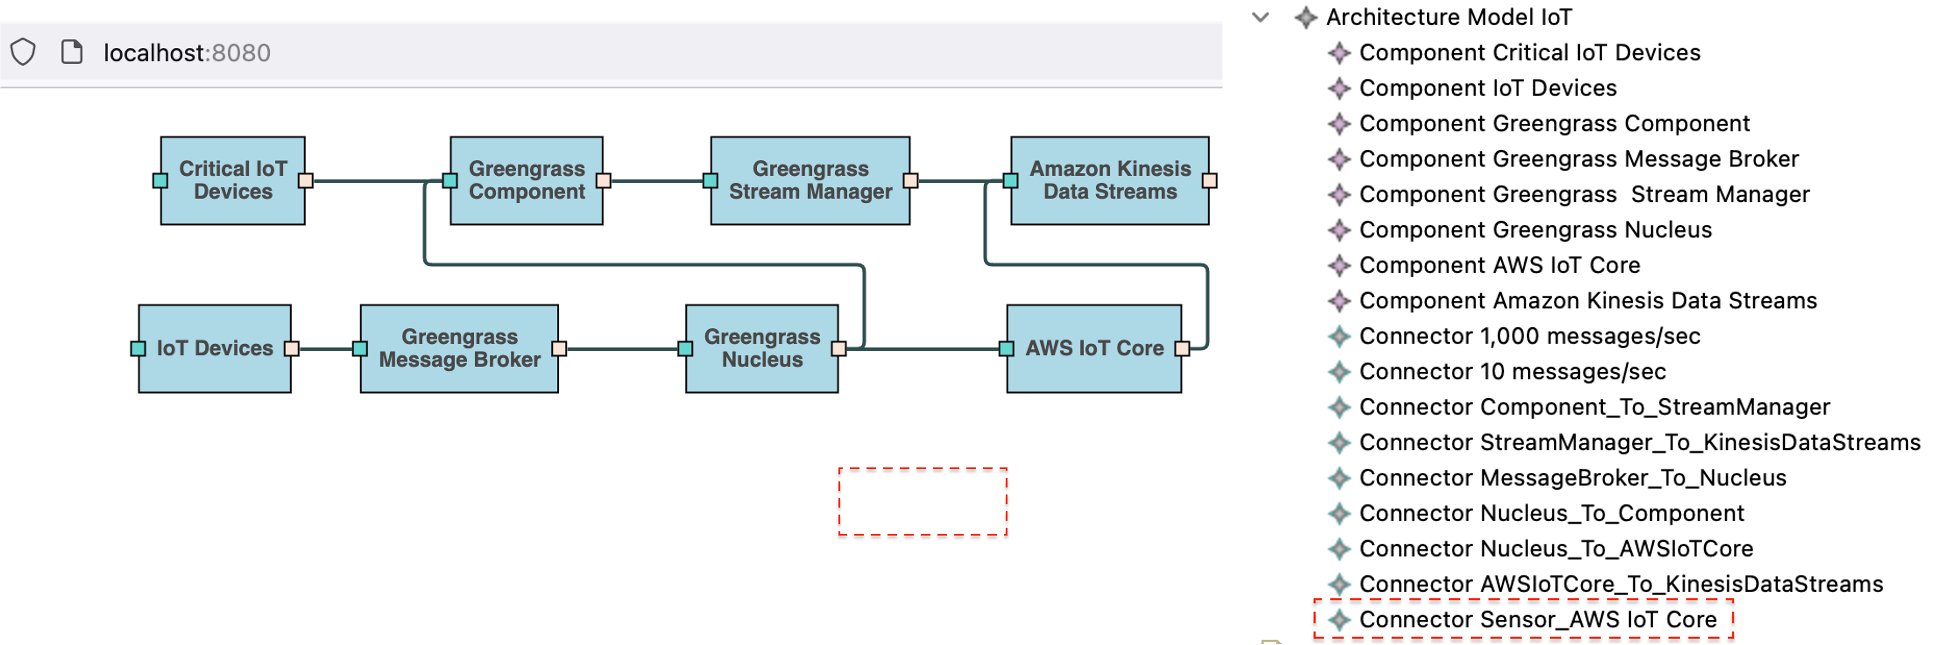 localhost:8080
Critical IoT
Devices
Greengrass
Component
Greengrass
Stream Manager
Amazon Kinesis
Data Streams
IoT Devices
Greengrass
Message Broker
Greengrass
Nucleus
AWS IoT Core
Architecture Model IoT
Component Critical IoT Devices
Component IoT Devices
Component Greengrass Component
Component Greengrass Message Broker
Component Greengrass  Stream Manager
Component Greengrass Nucleus
Component AWS IoT Core
Component Amazon Kinesis Data Streams
Connector 1,000 messages/sec
Connector 10 messages/sec
Connector Component_To_StreamManager
Connector StreamManager_To_KinesisDataStreams
Connector MessageBroker_To_Nucleus
Connector Nucleus_To_Component
Connector Nucleus_To_AWSIoTCore
Connector AWSIoTCore_To_KinesisDataStreams
Connector Sensor_AWS IoT Core